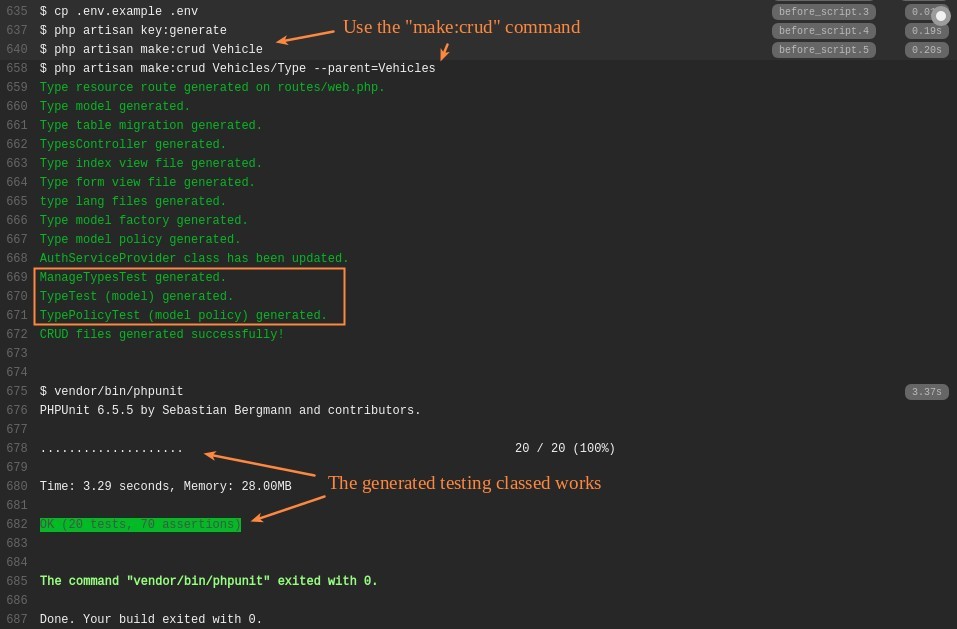 635 $ cp .env.example .env before_script.3
637 $ php artisan key:generate before_script.4 0.19s
Use the "make:crud" command
640 $ php artisan make:crud Vehicle before_script.5 0.20s
658 $ php artisan make:crud Vehicles/Type --parent=Vehicles
659 Type resource route generated on routes/web.php.
660 Type model generated.
661 Type table migration generated.
662 TypesController generated.
663 Type index view file generated.
664 Type form view file generated.
665 type lang files generated.
666 Type model factory generated.
667 Type model policy generated.
668 AuthServiceProvider class has been updated.
669 ManageTypesTest generated.
670 TypeTest (model) generated.
671 TypePolicyTest (model policy) generated.
672 CRUD files generated successfully!
673
674
675 $ vendor/bin/phpunit 3.37s
676 PHPUnit 6.5.5 by Sebastian Bergmann and contributors.
677
678 .................... 20 / 20 (100%)
679
680 Time: 3.29 seconds, Memory: 28.00MB
The generated testing classed works
681
682 OK (20 tests, 70 assertions)
683
684
685 The command "vendor/bin/phpunit" exited with 0.
686
687 Done. Your build exited with 0.